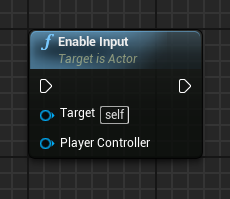 f Enable Input
Target is Actor
Target self
Player Controller